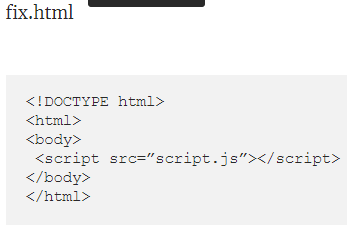 fix.html
<!DOCTYPE html>
<html>
<body>
<script src=”script.js”></script>
</body>
</html>